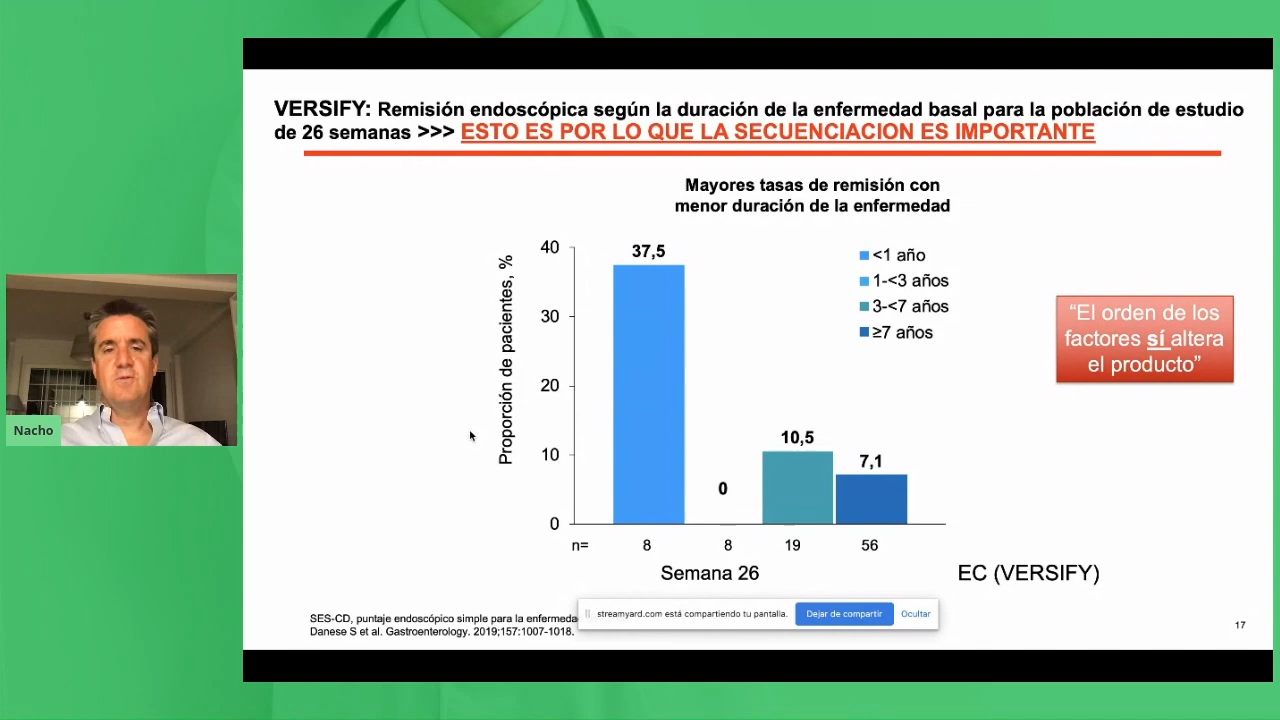 VERSIFY: Remisión endoscópica según la duración de la enfermedad basal para la población de estudio
de 26 semanas >>> ESTO ES POR LO QUE LA SECUENCIACION ES IMPORTANTE
Mayores tasas de remisión con
menor duración de la enfermedad
Proporción de pacientes, %
40
30
20
10
0
37,5
0
10,5
7,1
<1 año
1-<3 años
3-<7 años
≥7 años
n= 8 8 19 56
Semana 26
EC (VERSIFY)
"El orden de los
factores sí altera
el producto"
Nacho
SES-CD, puntaje endoscópico simple para la
Danese S et al. Gastroenterology. 2019;157:1007-1018.
streamyard.com está compartiendo tu pantalla. Dejar de compartir Ocultar
17